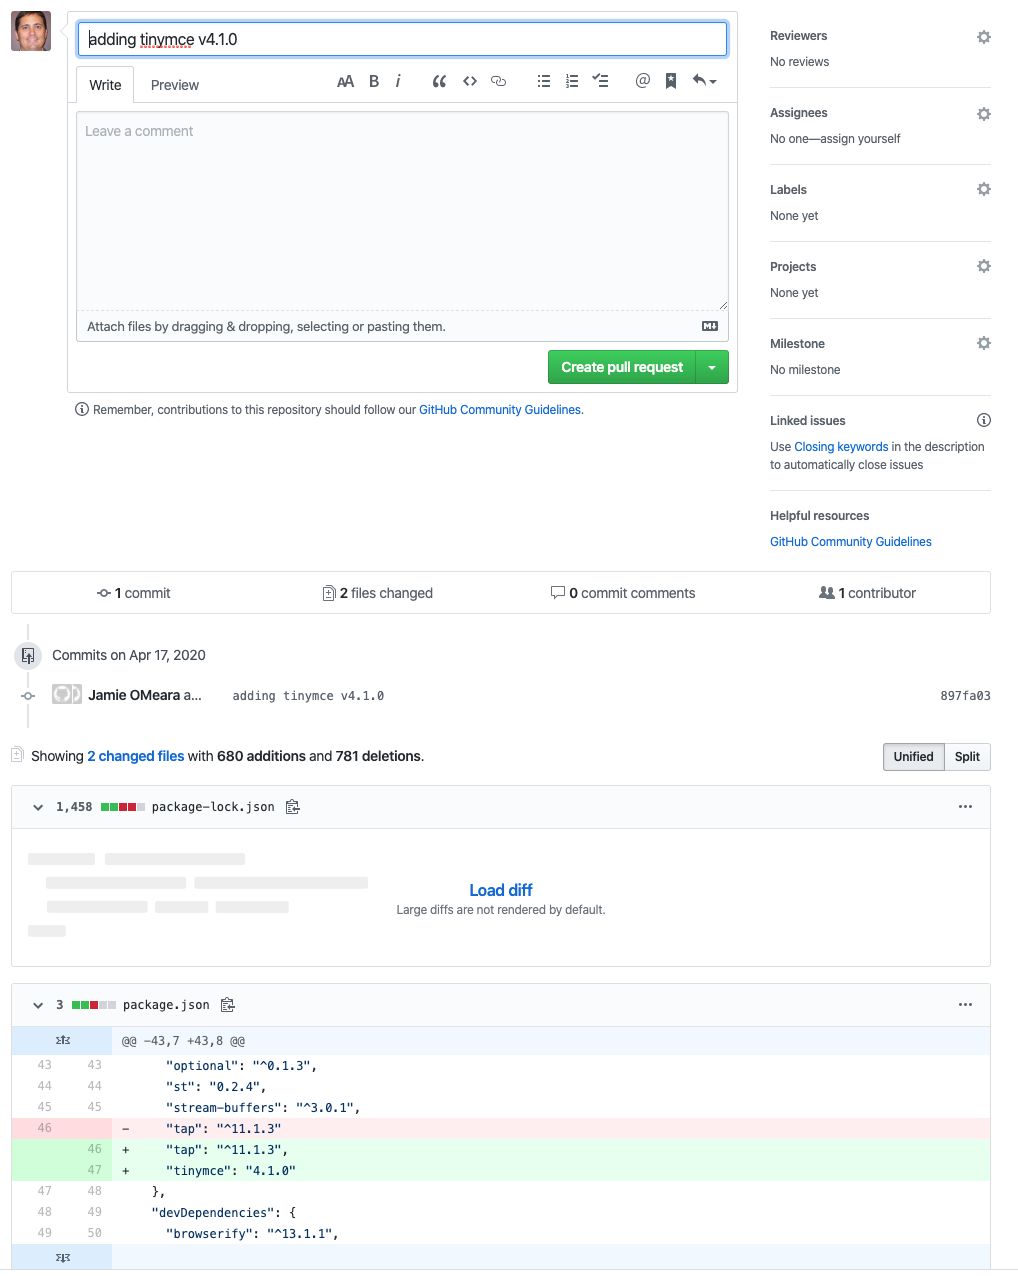 adding tinymce v4.1.0
Write
Preview
AA B i
Leave a comment
Attach files by dragging & dropping, selecting or pasting them.
Create pull request
Remember, contributions to this repository should follow our GitHub Community Guidelines.
Reviewers
No reviews
Assignees
No one—assign yourself
Labels
None yet
Projects
None yet
Milestone
No milestone
Linked issues
Use Closing keywords in the description
to automatically close issues
Helpful resources
GitHub Community Guidelines
1 commit
2 files changed
0 commit comments
1 contributor
Commits on Apr 17, 2020
Jamie OMeara a... adding tinymce v4.1.0 897fa03
Showing 2 changed files with 680 additions and 781 deletions.
Unified
Split
1,458 package-lock.json
Load diff
Large diffs are not rendered by default.
3 package.json
@@ -43,7 +43,8 @@
43 43 "optional": "^0.1.3",
44 44 "st": "0.2.4",
45 45 "stream-buffers": "^3.0.1",
46 - "tap": "^11.1.3"
46 + "tap": "^11.1.3",
47 + "tinymce": "4.1.0"
47 48 },
48 49 "devDependencies": {
49 50 "browserify": "^13.1.1",